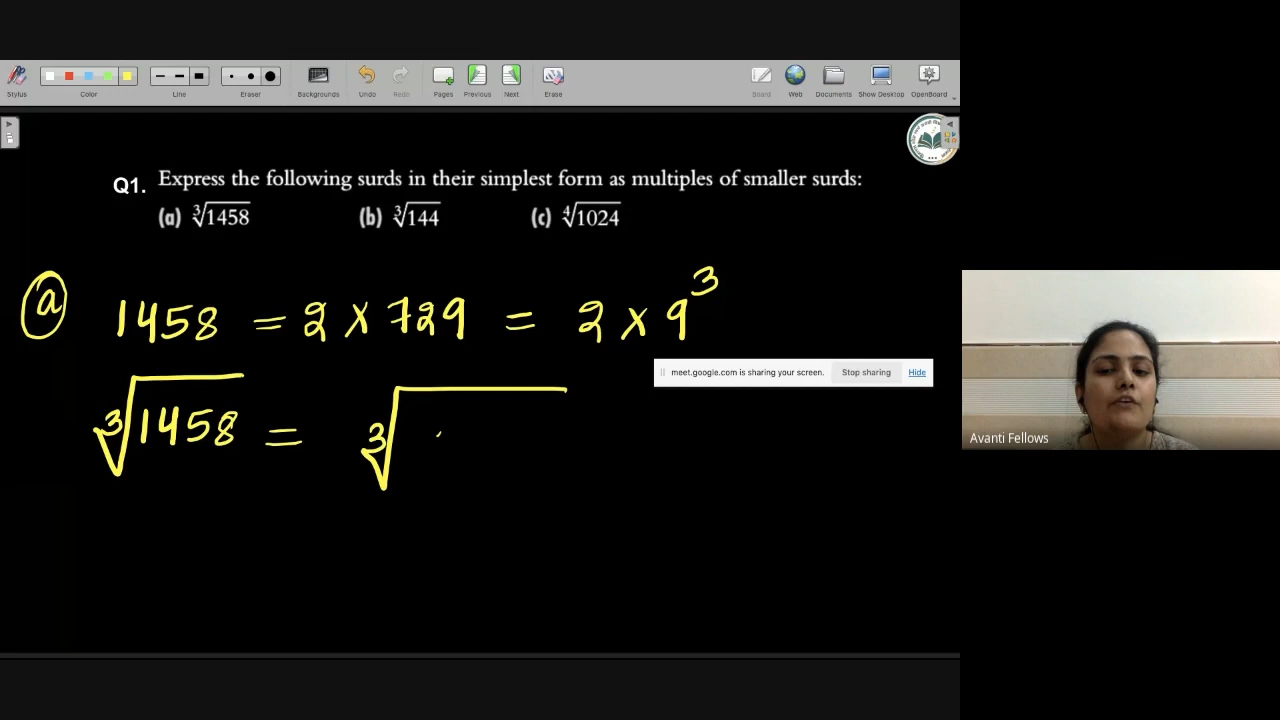 Stylus Color Line Eraser Backgrounds Undo Redo Pages Previous Next Erase Board Web Documents Show Desktop OpenBoard
Q1. Express the following surds in their simplest form as multiples of smaller surds:
(a) ∛1458 (b) ∛144 (c) ∜1024
ⓐ 1458 = 2 × 729 = 2 × 9³
meet.google.com is sharing your screen. Stop sharing Hide
∛1458 = ∛
Avanti Fellows